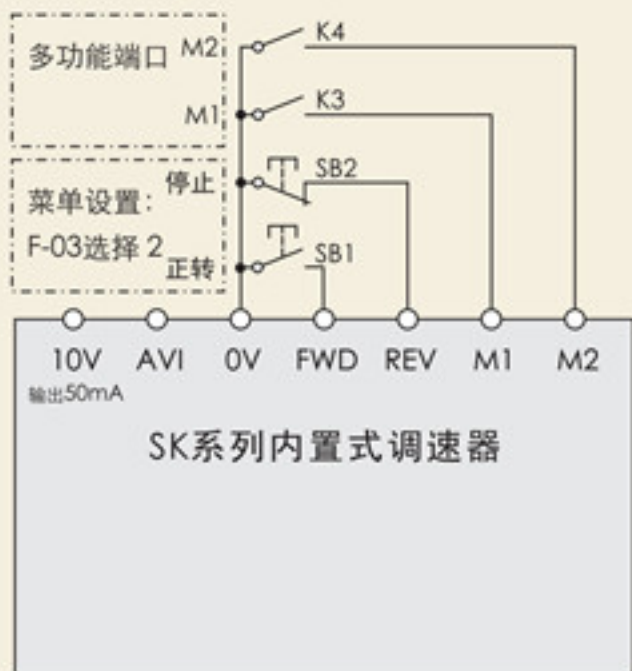 多功能端口
M2
K4
M1
K3
菜单设置：
F-03选择 2
停止
SB2
正转
SB1
10V AVI 0V FWD REV M1 M2
输出50mA
SK系列内置式调速器